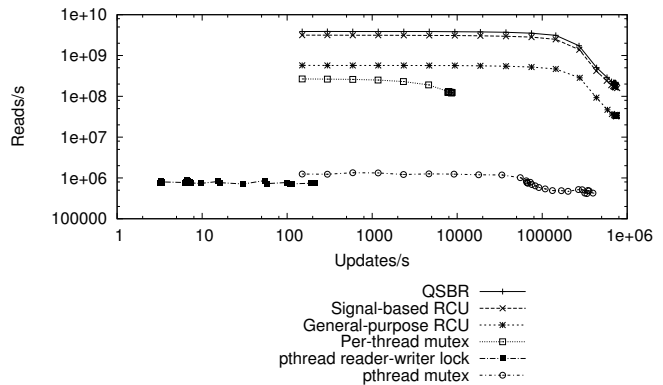 1e+10
1e+09
1e+08
1e+07
1e+06
100000
Reads/s
1 10 100 1000 10000 100000 1e+06
Updates/s
QSBR
Signal-based RCU
General-purpose RCU
Per-thread mutex
pthread reader-writer lock
pthread mutex